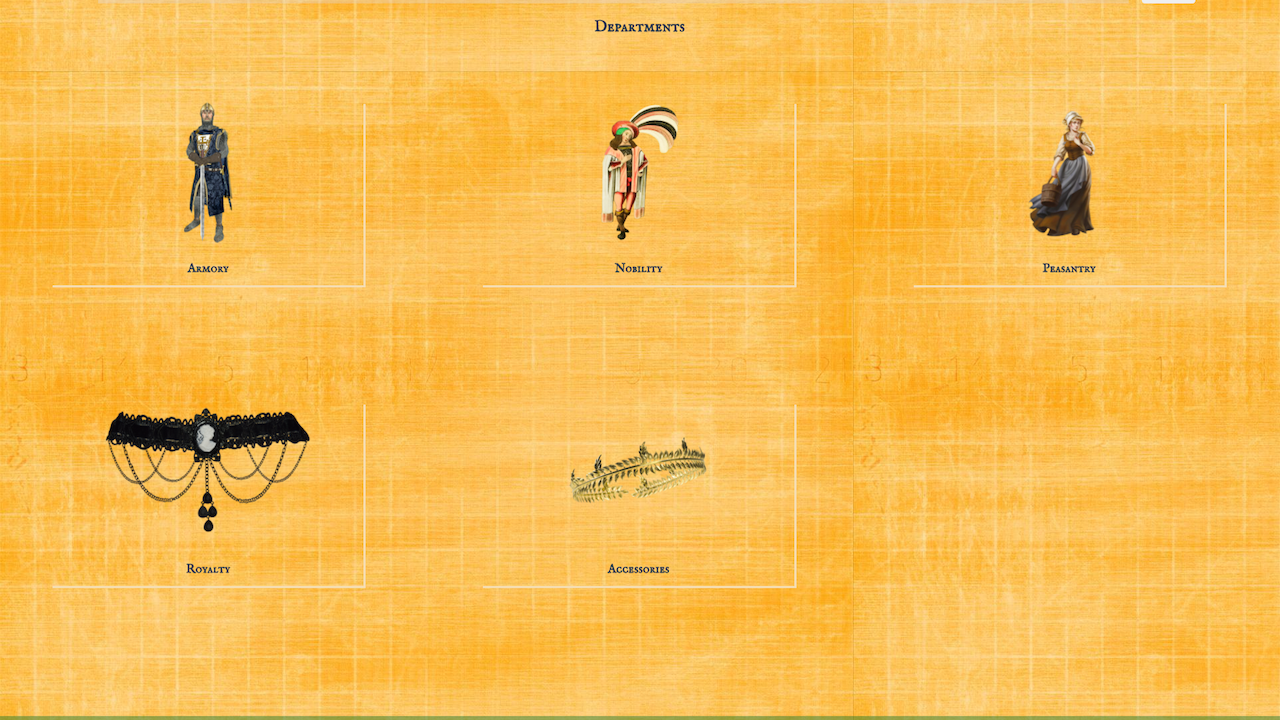 Departments
Armory
Nobility
Peasantry
Royalty
Accessories